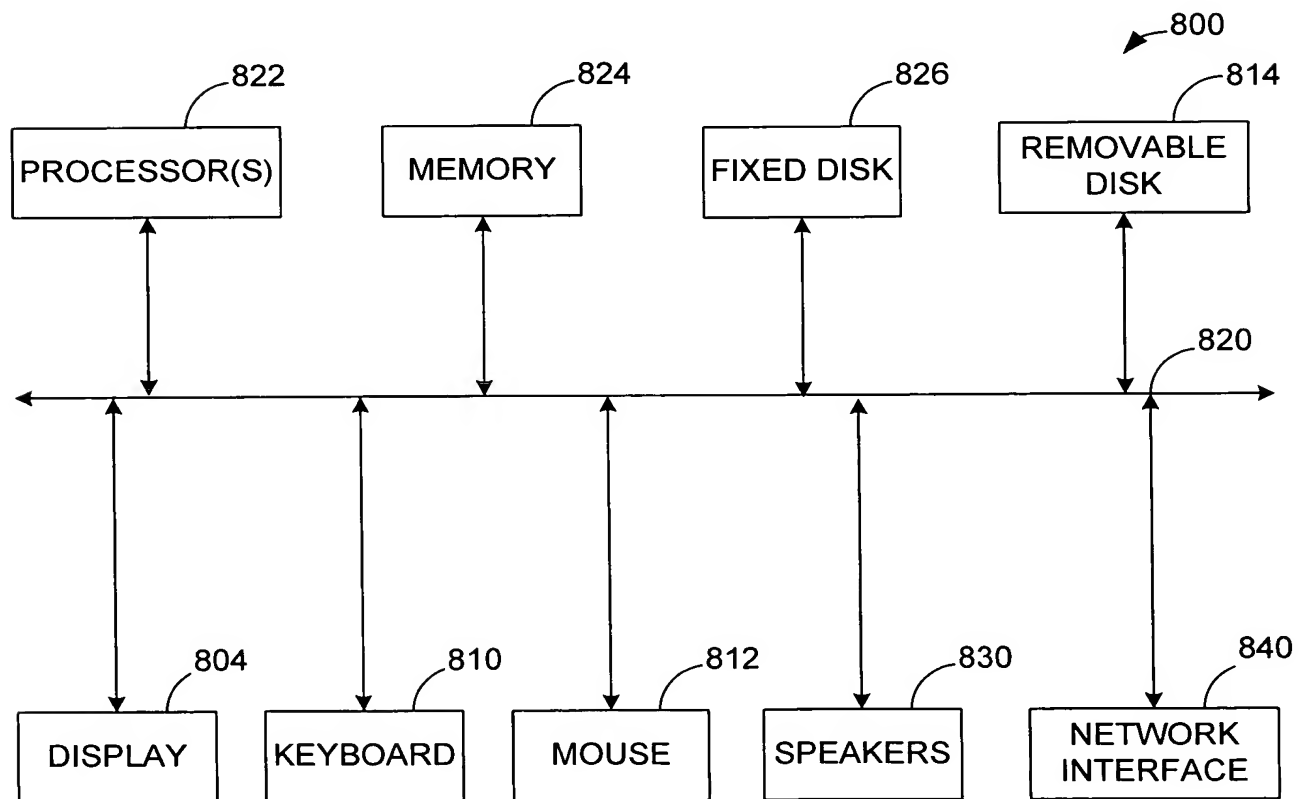 800
822
824
826
814
PROCESSOR(S)
MEMORY
FIXED DISK
REMOVABLE
DISK
820
804
810
812
830
840
DISPLAY
KEYBOARD
MOUSE
SPEAKERS
NETWORK
INTERFACE